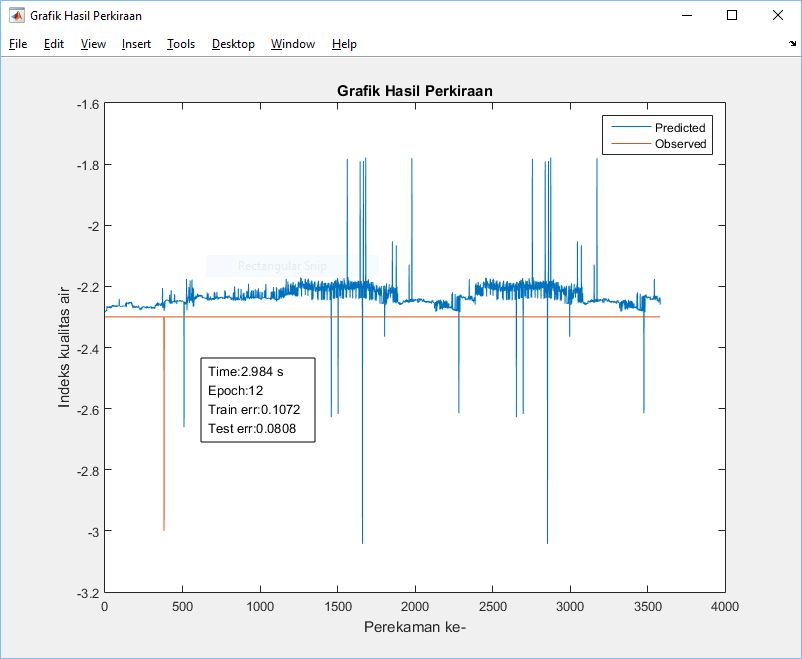 Grafik Hasil Perkiraan
File Edit View Insert Tools Desktop Window Help
Grafik Hasil Perkiraan
-1.6
-1.8
-2
-2.2
-2.4
-2.6
-2.8
-3
-3.2
Indeks kualitas air
Predicted
Observed
Rectangular Snip
Time:2.984 s
Epoch:12
Train err:0.1072
Test err:0.0808
0 500 1000 1500 2000 2500 3000 3500 4000
Perekaman ke-